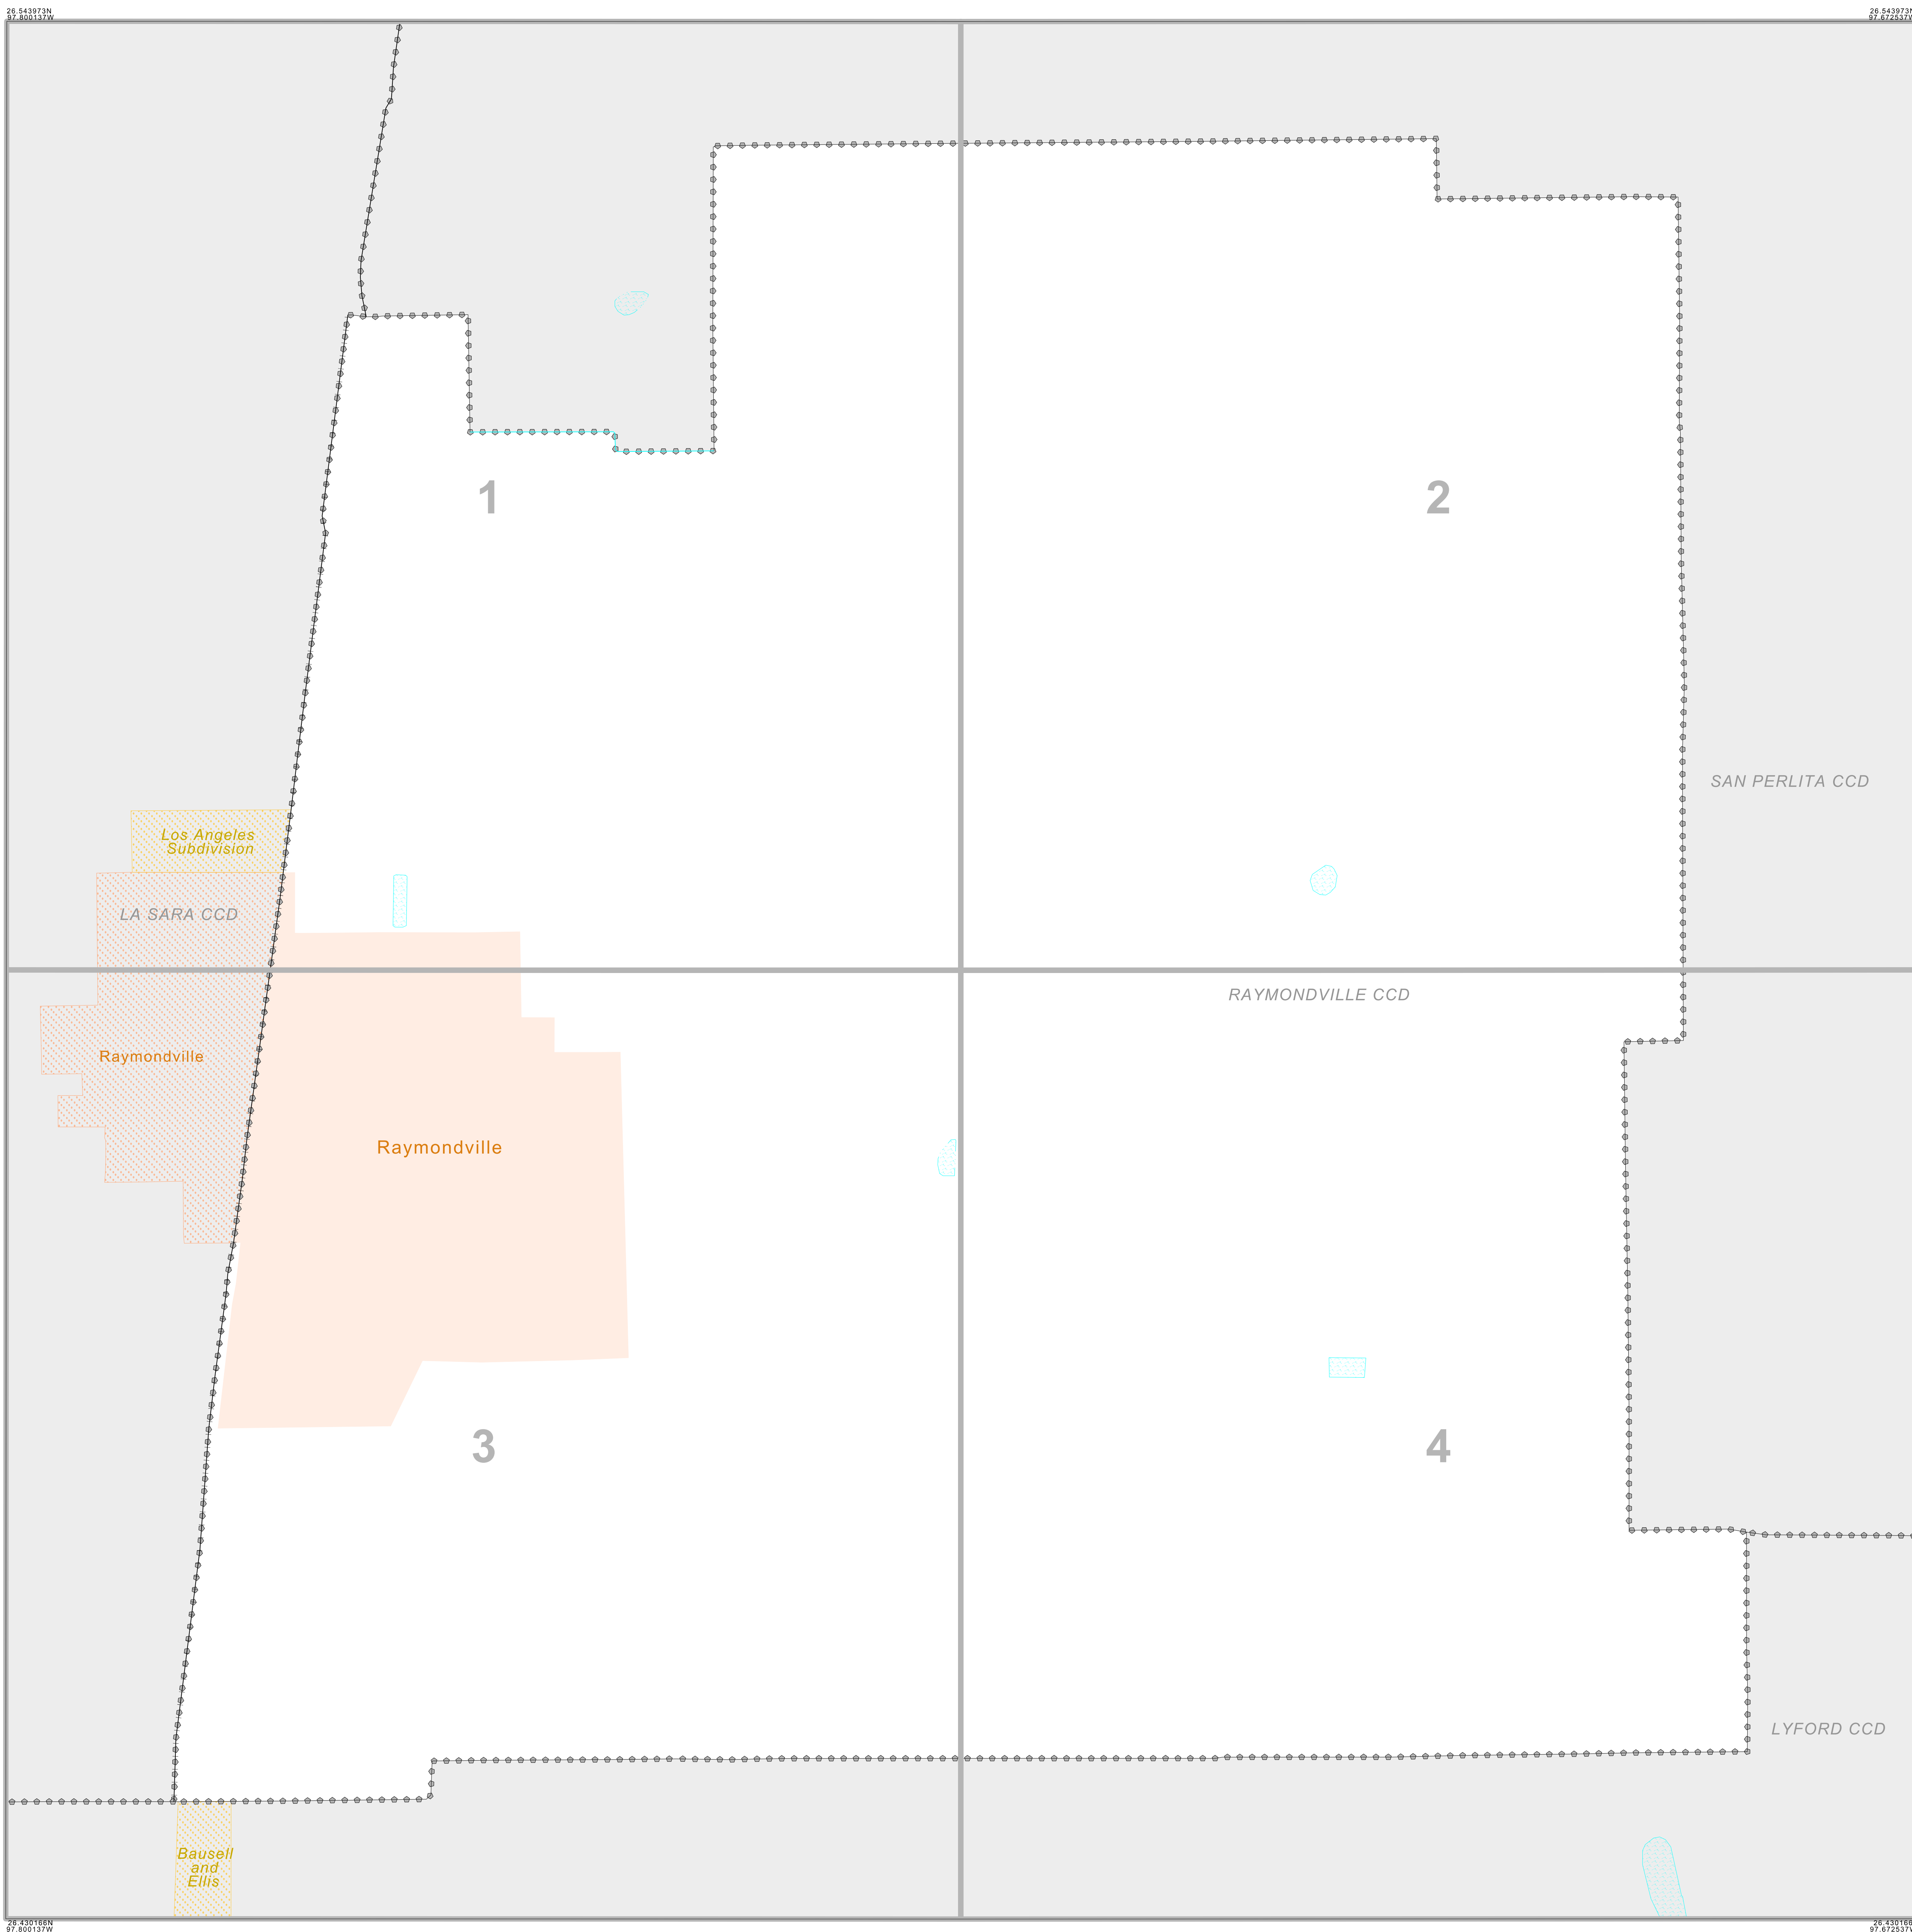 26.543973N
97.800137W
26.543973N
97.672537W
1
2
SAN PERLITA CCD
Los Angeles
Subdivision
LA SARA CCD
RAYMONDVILLE CCD
Raymondville
Raymondville
3
4
LYFORD CCD
Bausell
and
Ellis
26.430166N
97.800137W
26.430166
97.672537W